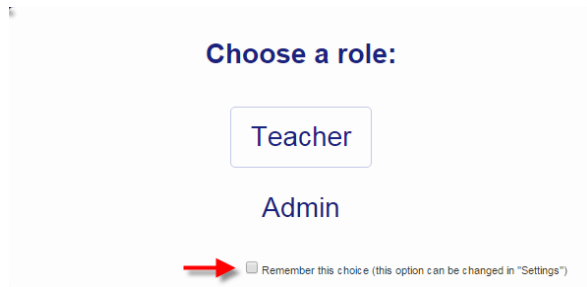 Choose a role:
Teacher
Admin
Remember this choice (this option can be changed in "Settings")